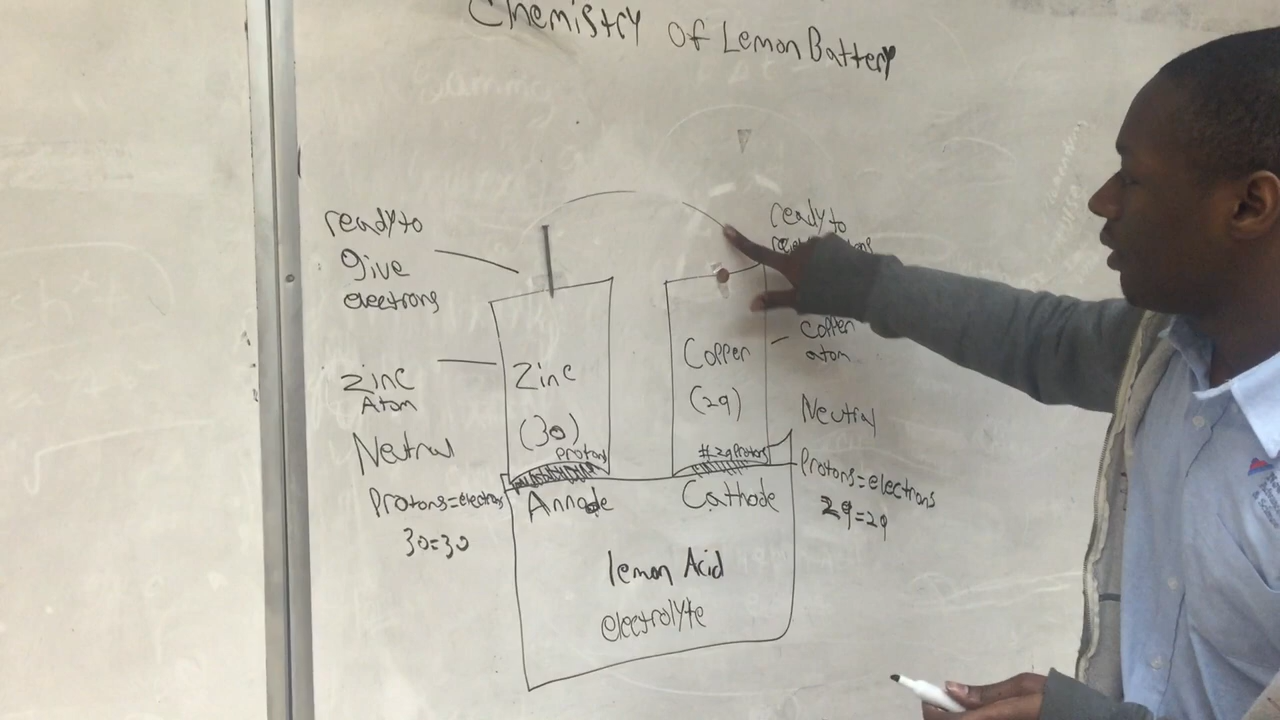 Chemistry Of Lemon Battery
ready to
give
electrons
Zinc
Atom
Neutral
Protons=electrons
30=30
Zinc
(30)
protons
Annode
Copper
(29)
#29 Protons
Cathode
lemon Acid
electrolyte
ready to
Copper
atom
Neutral
Protons=electrons
29=29